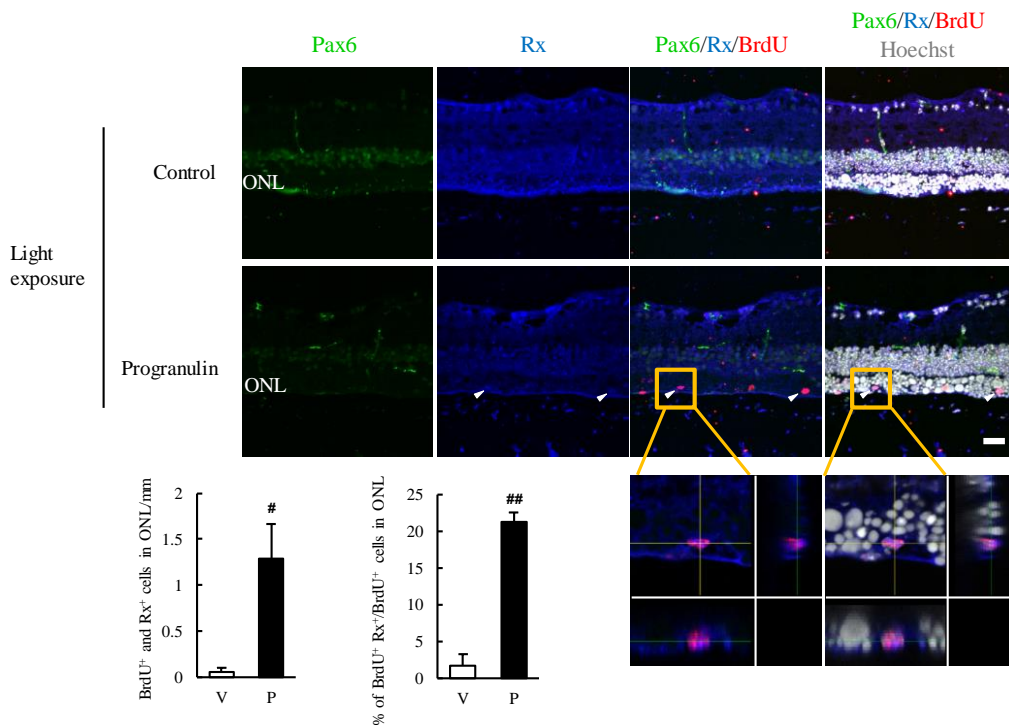 Pax6
Rx
Pax6/Rx/BrdU
Pax6/Rx/BrdU
Hoechst
Light
exposure
Control
ONL
Progranulin
ONL
BrdU⁺ and Rx⁺ cells in ONL/mm
2
1.5
1
0.5
0
#
V
P
% of BrdU⁺ Rx⁺/BrdU⁺ cells in ONL
25
20
15
10
5
0
##
V
P